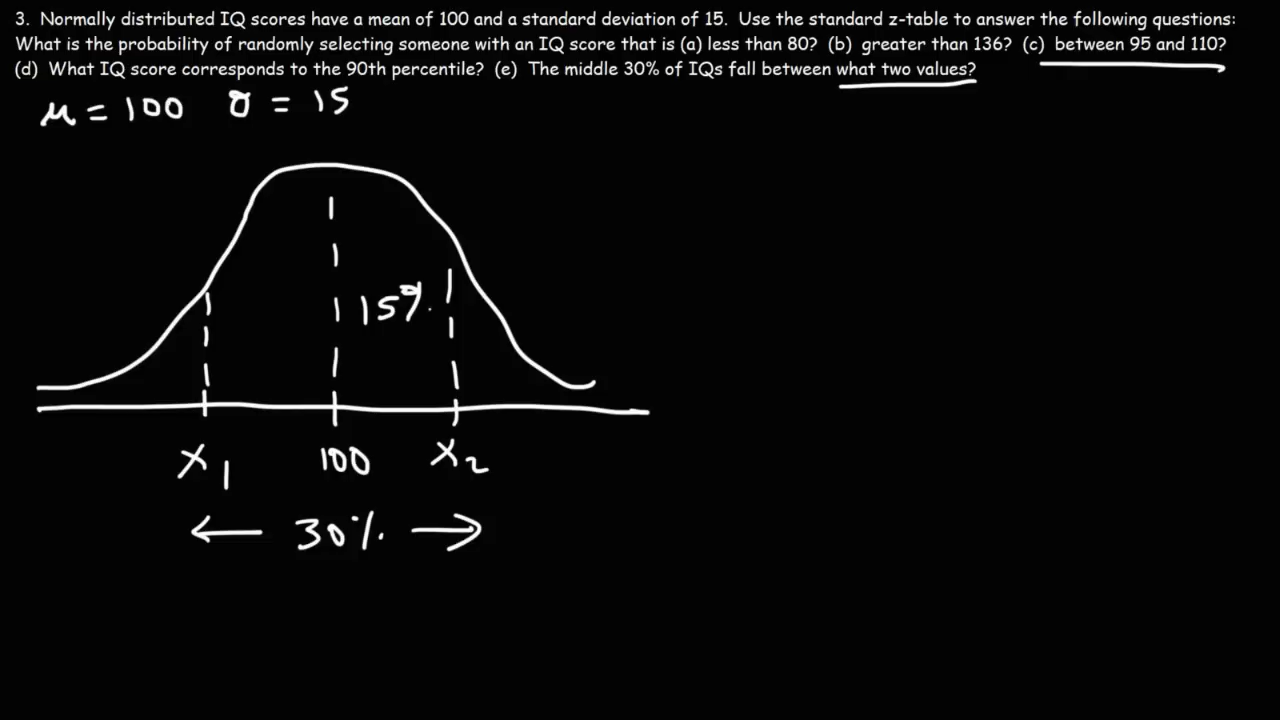 3. Normally distributed IQ scores have a mean of 100 and a standard deviation of 15. Use the standard z-table to answer the following questions:
What is the probability of randomly selecting someone with an IQ score that is (a) less than 80? (b) greater than 136? (c) between 95 and 110?
(d) What IQ score corresponds to the 90th percentile? (e) The middle 30% of IQs fall between what two values?
μ = 100 σ = 15
15%
x₁ 100 x₂
← 30% →